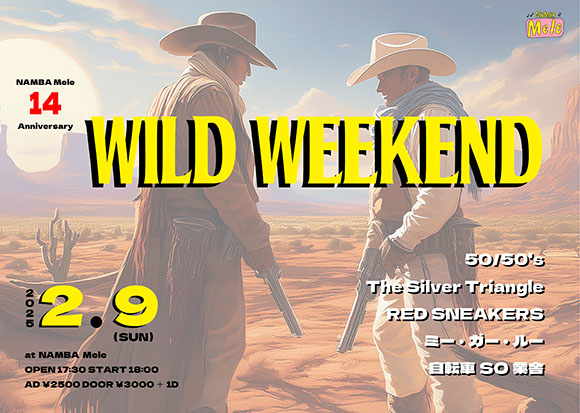 NAMBA Mele
14
Anniversary
Mele
WILD WEEKEND
50/50's
The Silver Triangle
RED SNEAKERS
ミー・ガー・ルー
自転車 SO 業舎
2025
2.9
(SUN)
at NAMBA Mele
OPEN 17:30 START 18:00
AD ¥2500 DOOR ¥3000 + 1D